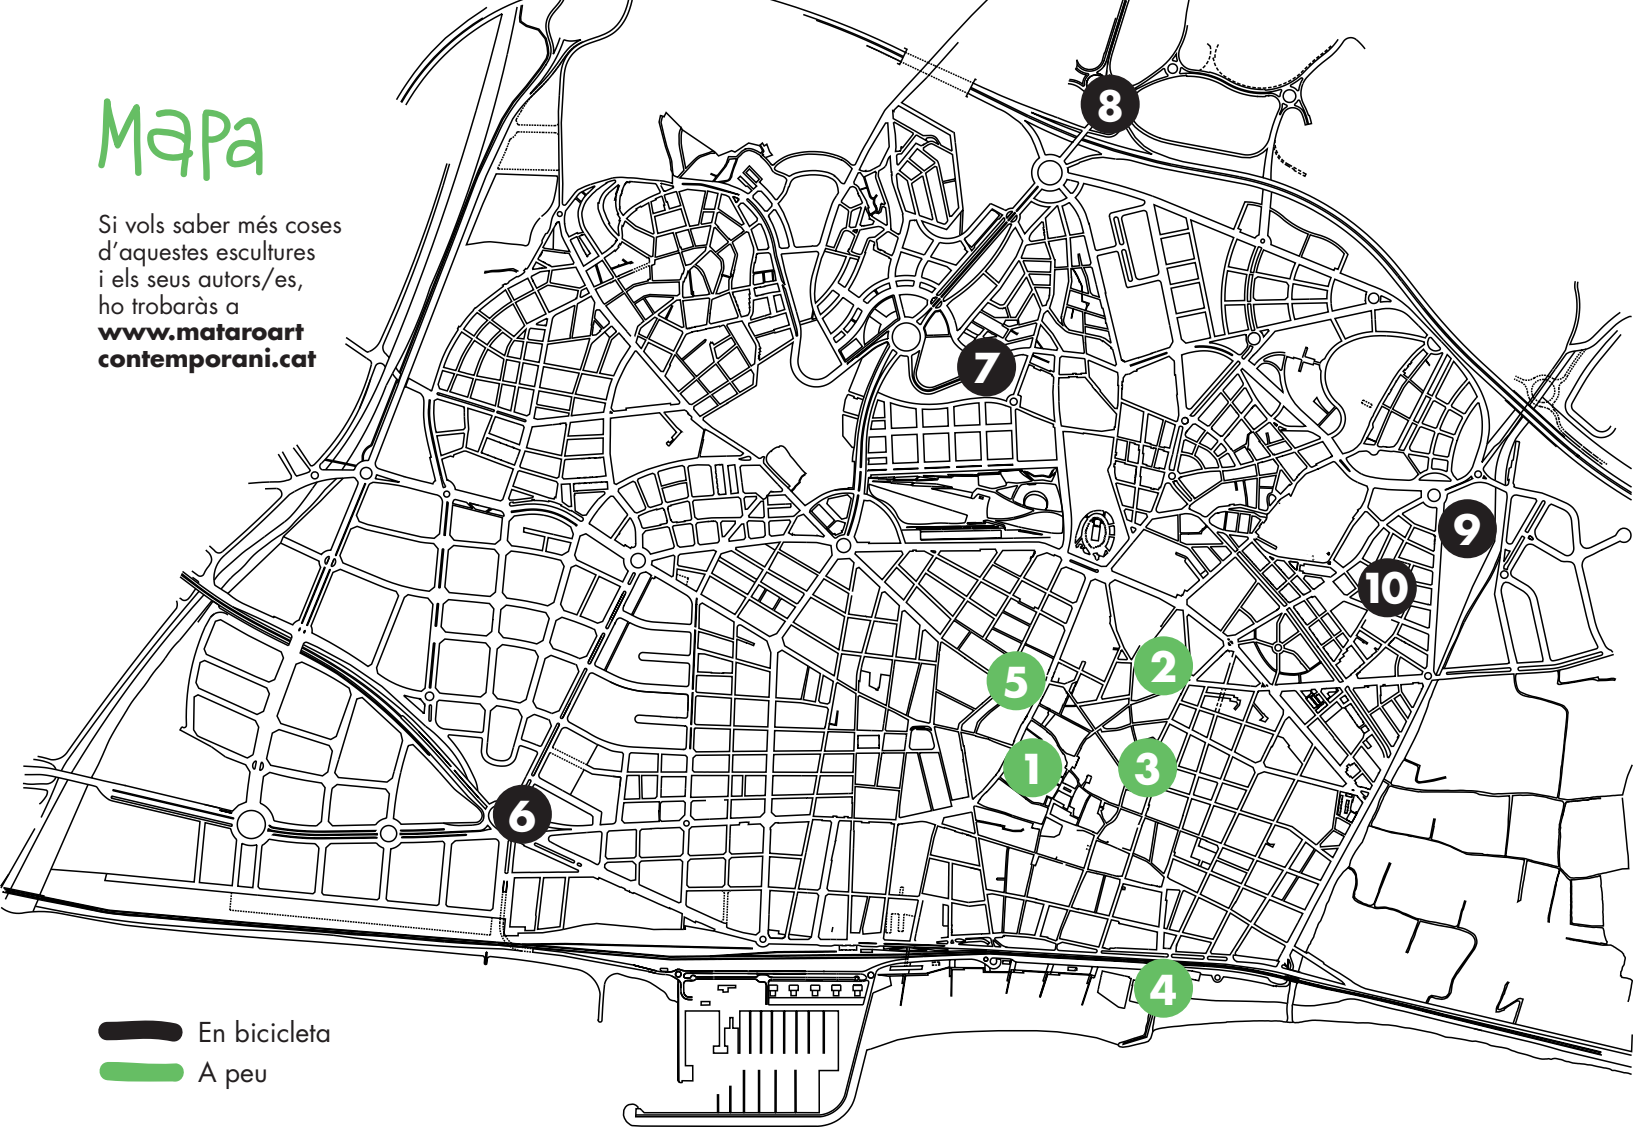 Mapa
Si vols saber més coses
d'aquestes escultures
i els seus autors/es,
ho trobaràs a
www.mataroart
contemporani.cat
8
7
9
10
2
5
1
3
6
4
En bicicleta
A peu